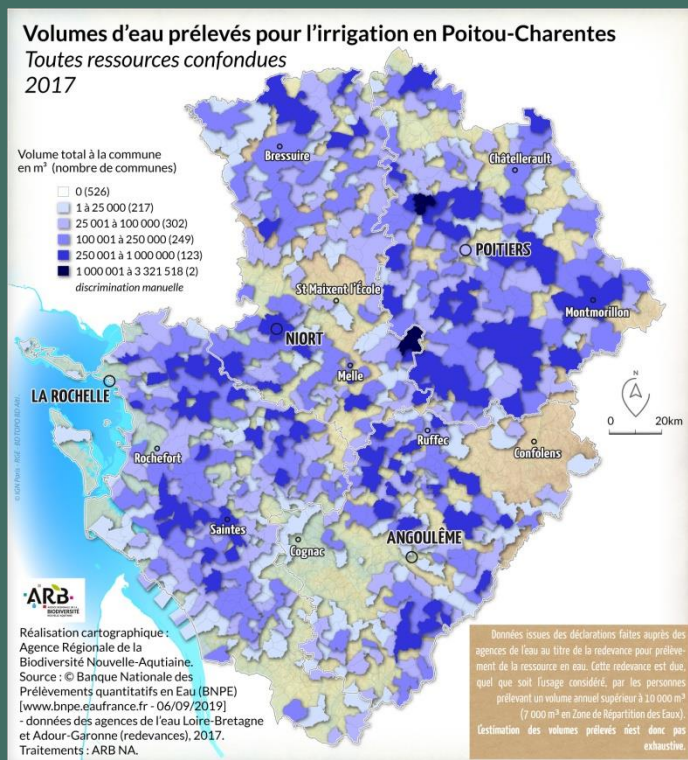 Volumes d'eau prélevés pour l'irrigation en Poitou-Charentes
Toutes ressources confondues
2017
Volume total à la commune
en m³ (nombre de communes)
0 (526)
1 à 25 000 (217)
25 001 à 100 000 (302)
100 001 à 250 000 (249)
250 001 à 1 000 000 (123)
1 000 001 à 3 321 518 (2)
discrimination manuelle
Bressuire
Châtellerault
POITIERS
St Maixent l'École
Montmorillon
NIORT
Melle
LA ROCHELLE
Rochefort
Ruffec
Confolens
Saintes
Cognac
ANGOULÊME
N
0 20km
ARB
AGENCE RÉGIONALE DE LA
BIODIVERSITÉ
NOUVELLE-AQUITAINE
Réalisation cartographique :
Agence Régionale de la
Biodiversité Nouvelle-Aqutiaine.
Source : © Banque Nationale des
Prélèvements quantitatifs en Eau (BNPE)
[www.bnpe.eaufrance.fr - 06/09/2019]
- données des agences de l'eau Loire-Bretagne
et Adour-Garonne (redevances), 2017.
Traitements : ARB NA.
Données issues des déclarations faites auprès des
agences de l'eau au titre de la redevance pour prélève-
ment de la ressource en eau. Cette redevance est due,
quel que soit l'usage considéré, par les personnes
prélevant un volume annuel supérieur à 10 000 m³
(7 000 m³ en Zone de Répartition des Eaux).
L'estimation des volumes prélevés n'est donc pas
exhaustive.